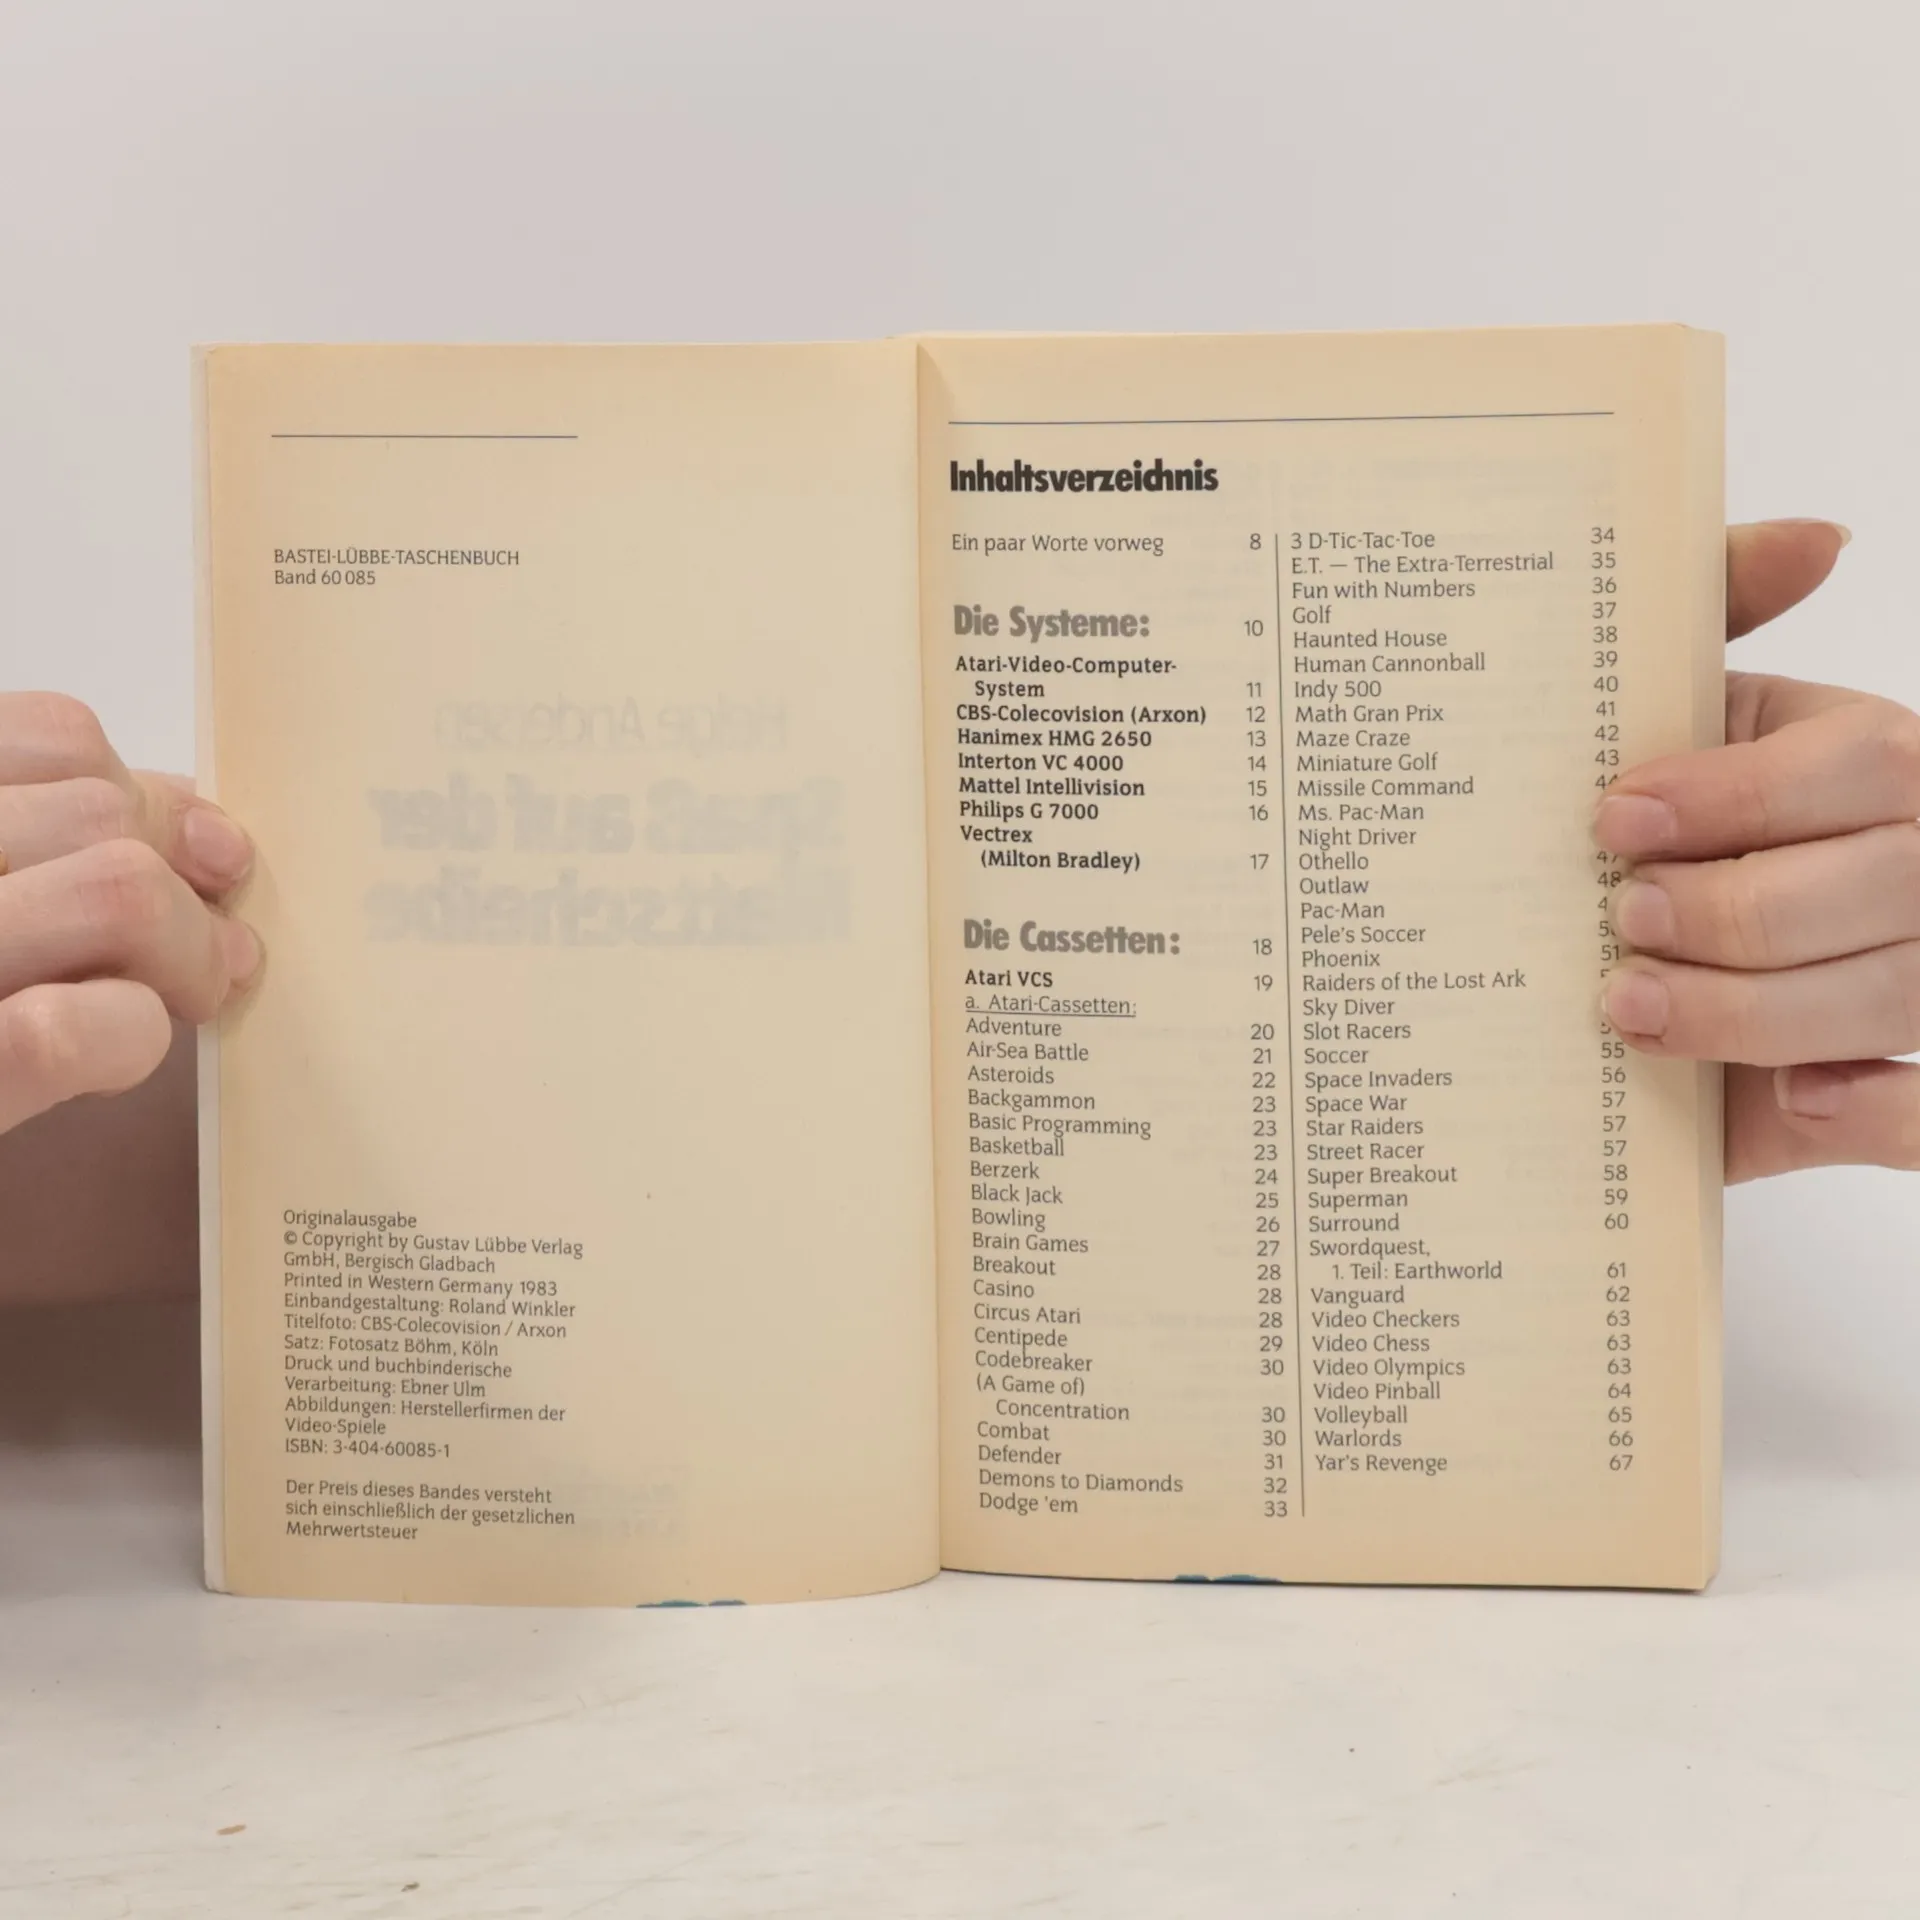 BASTEI-LÜBBE-TASCHENBUCH
Band 60 085
Originalausgabe
© Copyright by Gustav Lübbe Verlag
GmbH, Bergisch Gladbach
Printed in Western Germany 1983
Einbandgestaltung: Roland Winkler
Titelfoto: CBS-Colecovision / Arxon
Satz: Fotosatz Böhm, Köln
Druck und buchbinderische
Verarbeitung: Ebner Ulm
Abbildungen: Herstellerfirmen der
Video-Spiele
ISBN: 3-404-60085-1
Der Preis dieses Bandes versteht
sich einschließlich der gesetzlichen
Mehrwertsteuer
Inhaltsverzeichnis
Ein paar Worte vorweg 8
Die Systeme: 10
Atari-Video-Computer-
System 11
CBS-Colecovision (Arxon) 12
Hanimex HMG 2650 13
Interton VC 4000 14
Mattel Intellivision 15
Philips G 7000 16
Vectrex
(Milton Bradley) 17
Die Cassetten: 18
Atari VCS 19
a. Atari-Cassetten:
Adventure 20
Air-Sea Battle 21
Asteroids 22
Backgammon 23
Basic Programming 23
Basketball 23
Berzerk 24
Black Jack 25
Bowling 26
Brain Games 27
Breakout 28
Casino 28
Circus Atari 28
Centipede 29
Codebreaker 30
(A Game of)
Concentration 30
Combat 30
Defender 31
Demons to Diamonds 32
Dodge 'em 33
3 D-Tic-Tac-Toe 34
E.T. — The Extra-Terrestrial 35
Fun with Numbers 36
Golf 37
Haunted House 38
Human Cannonball 39
Indy 500 40
Math Gran Prix 41
Maze Craze 42
Miniature Golf 43
Missile Command 44
Ms. Pac-Man
Night Driver
Othello 47
Outlaw 48
Pac-Man
Pele's Soccer
Phoenix 51
Raiders of the Lost Ark
Sky Diver
Slot Racers
Soccer 55
Space Invaders 56
Space War 57
Star Raiders 57
Street Racer 57
Super Breakout 58
Superman 59
Surround 60
Swordquest,
1. Teil: Earthworld 61
Vanguard 62
Video Checkers 63
Video Chess 63
Video Olympics 63
Video Pinball 64
Volleyball 65
Warlords 66
Yar's Revenge 67